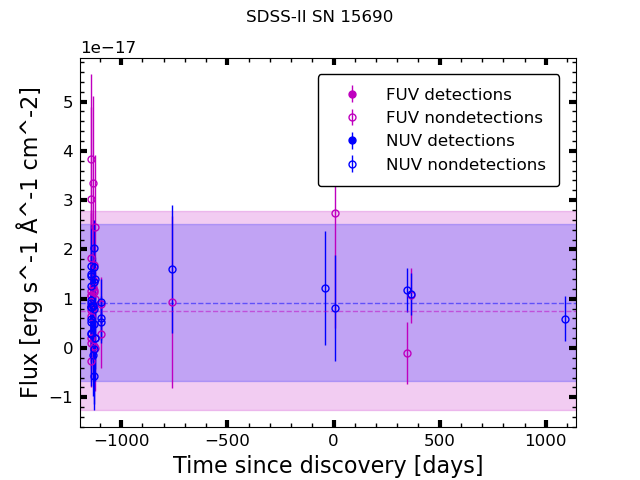 SDSS-II SN 15690
1e−17
FUV detections
FUV nondetections
NUV detections
NUV nondetections
5
4
3
2
1
0
−1
Flux [erg s^-1 Å^-1 cm^-2]
−1000 −500 0 500 1000
Time since discovery [days]